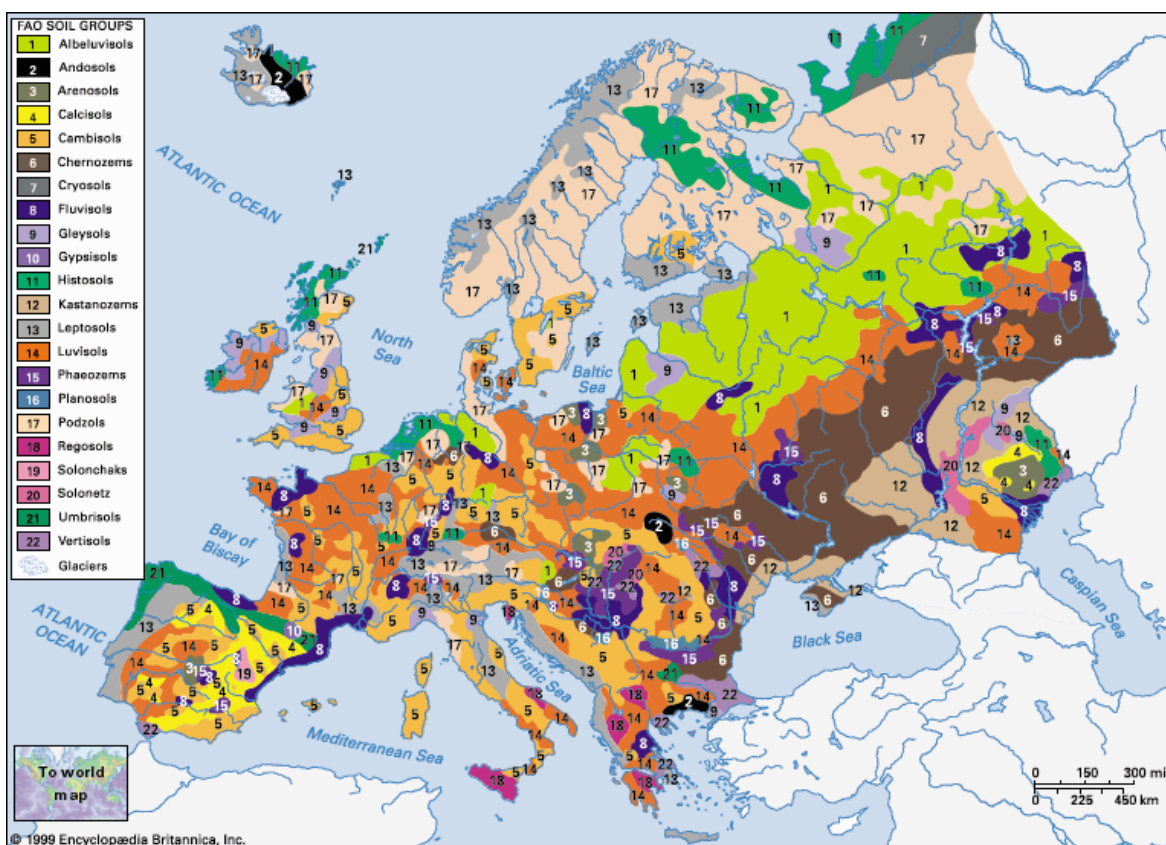 FAO SOIL GROUPS
1 Albeluvisols
2 Andosols
3 Arenosols
4 Calcisols
5 Cambisols
6 Chernozems
7 Cryosols
8 Fluvisols
9 Gleysols
10 Gypsisols
11 Histosols
12 Kastanozems
13 Leptosols
14 Luvisols
15 Phaeozems
16 Planosols
17 Podzols
18 Regosols
19 Solonchaks
20 Solonetz
21 Umbrisols
22 Vertisols
Glaciers
ATLANTIC OCEAN
North
Sea
Baltic
Sea
Bay of
Biscay
ATLANTIC
OCEAN
Adriatic Sea
Black Sea
Caspian Sea
Mediterranean Sea
To world
map
0 150 300 mi
0 225 450 km
© 1999 Encyclopædia Britannica, Inc.